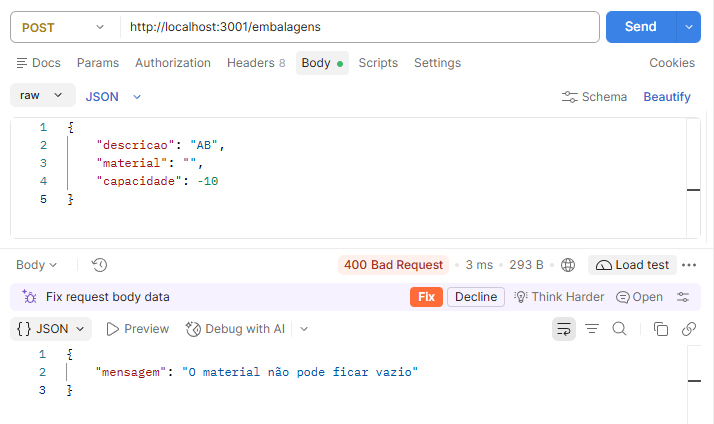 POST http://localhost:3001/embalagens Send
Docs Params Authorization Headers 8 Body Scripts Settings Cookies
raw JSON Schema Beautify
1 {
2 "descricao": "AB",
3 "material": "",
4 "capacidade": -10
5 }
Body 400 Bad Request • 3 ms • 293 B • Load test
Fix request body data Fix Decline Think Harder Open
{} JSON Preview Debug with AI
1 {
2 "mensagem": "O material não pode ficar vazio"
3 }